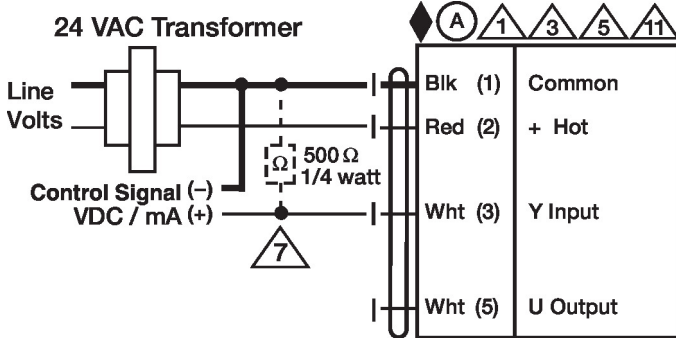 24 VAC Transformer
A 1 3 5 11
Line
Volts
Blk (1) Common
Red (2) + Hot
Ω 500 Ω
1/4 watt
Control Signal (–)
VDC / mA (+)
Wht (3) Y Input
7
Wht (5) U Output